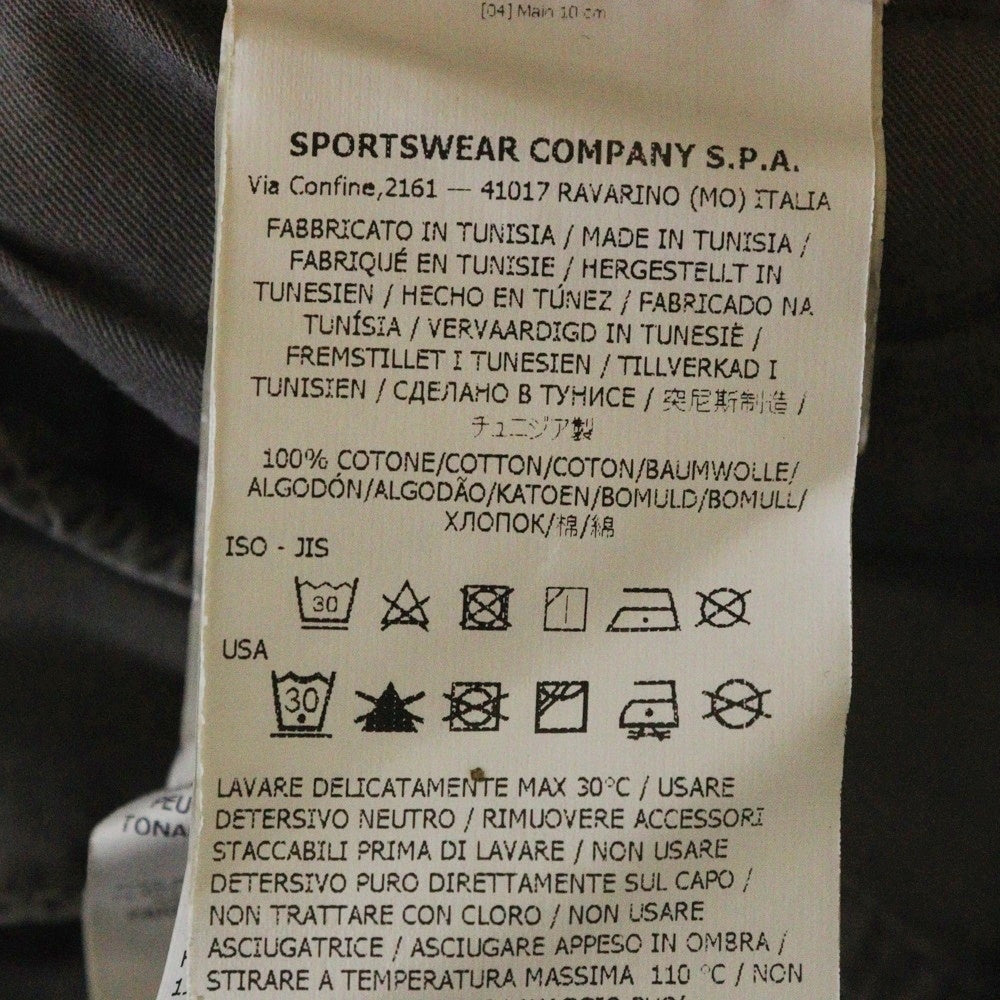 [04] Main 10 cm
SPORTSWEAR COMPANY S.P.A.
Via Confine,2161 — 41017 RAVARINO (MO) ITALIA
FABBRICATO IN TUNISIA / MADE IN TUNISIA /
FABRIQUÉ EN TUNISIE / HERGESTELLT IN
TUNESIEN / HECHO EN TÚNEZ / FABRICADO NA
TUNÍSIA / VERVAARDIGD IN TUNESIË /
FREMSTILLET I TUNESIEN / TILLVERKAD I
TUNISIEN / СДЕЛАНО В ТУНИСЕ / 突尼斯制造 /
チュニジア製
100% COTONE/COTTON/COTON/BAUMWOLLE/
ALGODÓN/ALGODÃO/KATOEN/BOMULD/BOMULL/
ХЛОПОК/棉/綿
ISO - JIS
30
USA
30
LAVARE DELICATAMENTE MAX 30°C / USARE
DETERSIVO NEUTRO / RIMUOVERE ACCESSORI
STACCABILI PRIMA DI LAVARE / NON USARE
DETERSIVO PURO DIRETTAMENTE SUL CAPO /
NON TRATTARE CON CLORO / NON USARE
ASCIUGATRICE / ASCIUGARE APPESO IN OMBRA /
STIRARE A TEMPERATURA MASSIMA 110 °C / NON
PEU
TONA